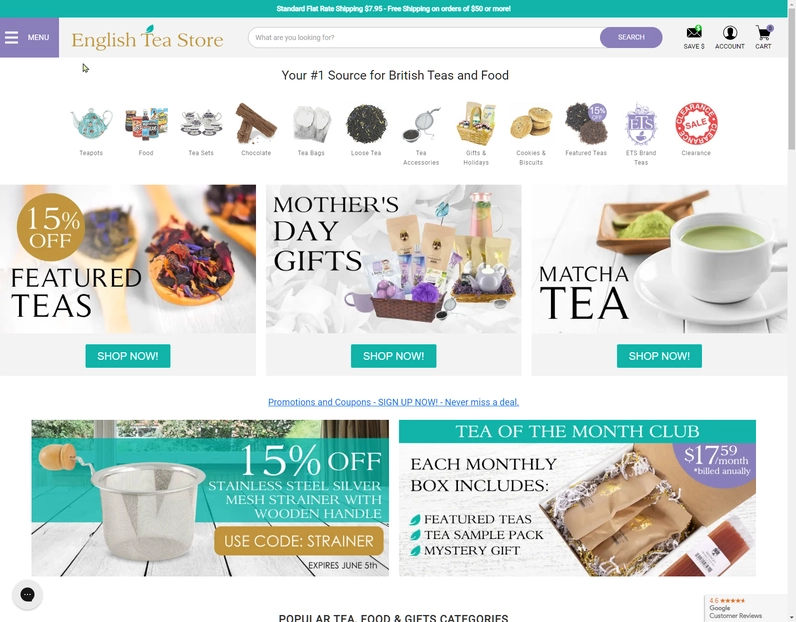 Standard Flat Rate Shipping $7.95 - Free Shipping on orders of $50 or more!
MENU
English Tea Store
What are you looking for?
SEARCH
SAVE $
ACCOUNT
CART
Your #1 Source for British Teas and Food
Teapots
Food
Tea Sets
Chocolate
Tea Bags
Loose Tea
Tea
Accessories
Gifts &
Holidays
Cookies &
Biscuits
15%
OFF
Featured Teas
ETS
ETS Brand
Teas
CLEARANCE
SALE
CLEARANCE
Clearance
15%
OFF
FEATURED
TEAS
SHOP NOW!
MOTHER'S
DAY
GIFTS
SHOP NOW!
MATCHA
TEA
SHOP NOW!
Promotions and Coupons - SIGN UP NOW! - Never miss a deal.
15% OFF
STAINLESS STEEL SILVER
MESH STRAINER WITH
WOODEN HANDLE
USE CODE: STRAINER
EXPIRES JUNE 5th
TEA OF THE MONTH CLUB
$17.59
/month
*billed anually
EACH MONTHLY
BOX INCLUDES:
FEATURED TEAS
TEA SAMPLE PACK
MYSTERY GIFT
4.6
Google
Customer Reviews
POPULAR TEA, FOOD & GIFTS CATEGORIES